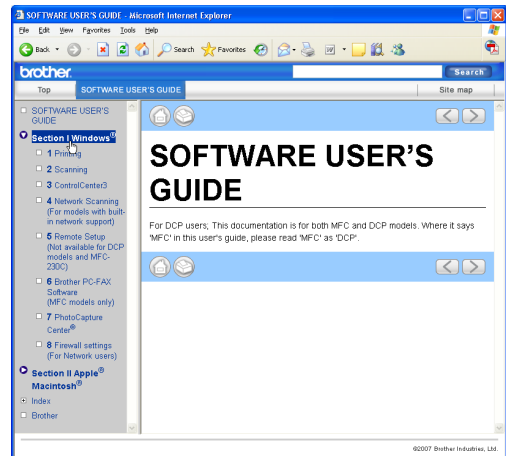 SOFTWARE USER'S GUIDE - Microsoft Internet Explorer
File Edit View Favorites Tools Help
Back Search Favorites
brother.
Search
Top SOFTWARE USER'S GUIDE Site map
SOFTWARE USER'S
GUIDE
Section I Windows®
1 Printing
2 Scanning
3 ControlCenter3
4 Network Scanning
(For models with built-
in network support)
5 Remote Setup
(Not available for DCP
models and MFC-
230C)
6 Brother PC-FAX
Software
(MFC models only)
7 PhotoCapture
Center®
8 Firewall settings
(For Network users)
Section II Apple®
Macintosh®
Index
Brother
SOFTWARE USER'S
GUIDE
For DCP users; This documentation is for both MFC and DCP models. Where it says
'MFC' in this user's guide, please read 'MFC' as 'DCP'.
©2007 Brother Industries, Ltd.